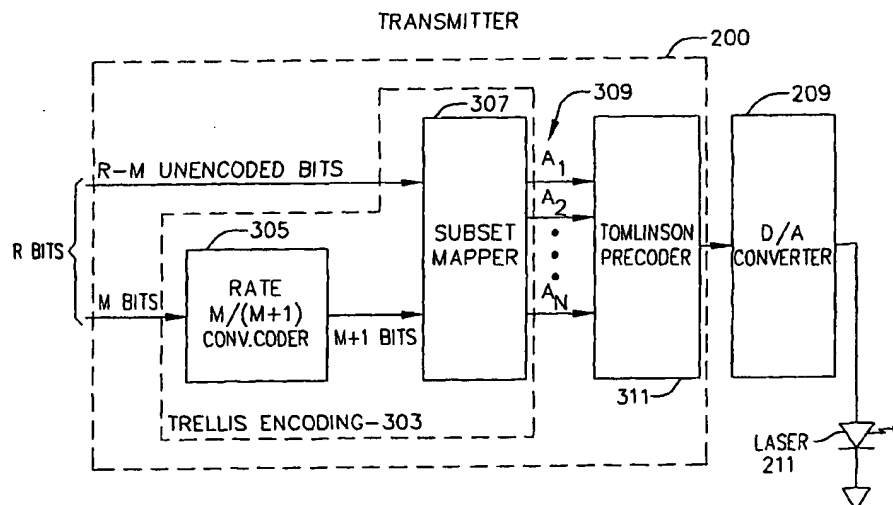 TRANSMITTER
200
307
309
209
R-M UNENCODED BITS
A1
A2
AN
R BITS
305
SUBSET
MAPPER
TOMLINSON
PRECODER
D/A
CONVERTER
RATE
M/(M+1)
CONV.CODER
M BITS
M+1 BITS
311
TRELLIS ENCODING-303
LASER
211